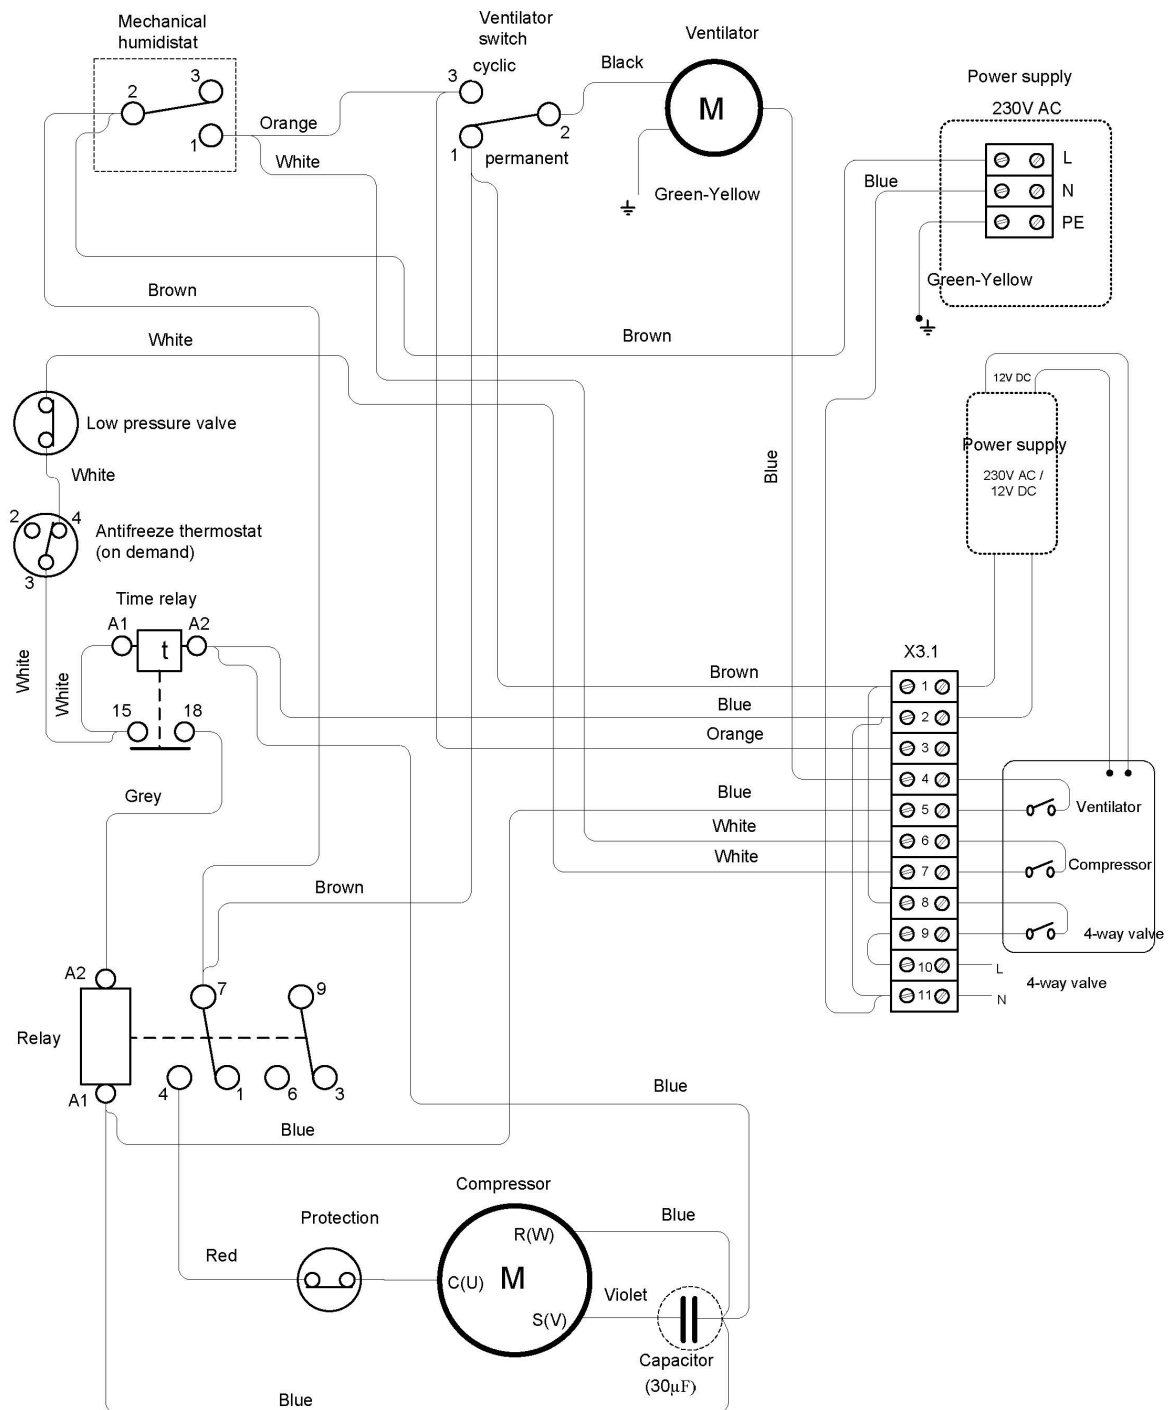 Mechanical
humidistat
3
2
1
Ventilator
switch
cyclic
3
2
1
permanent
Orange
White
Black
Ventilator
M
Green-Yellow
Power supply
230V AC
L
N
PE
Blue
Green-Yellow
Brown
Brown
White
Low pressure valve
White
2
4
3
Antifreeze thermostat
(on demand)
12V DC
Power supply
230V AC /
12V DC
Blue
Time relay
A1
A2
t
White
White
15
18
Grey
X3.1
Brown
Blue
Orange
Blue
White
White
1
2
3
4
5
6
7
8
9
10
11
Ventilator
Compressor
4-way valve
L
N
4-way valve
Brown
A2
Relay
A1
7
9
4
1
6
3
Blue
Blue
Compressor
Protection
Red
R(W)
C(U)
M
S(V)
Blue
Violet
Capacitor
(30µF)
Blue